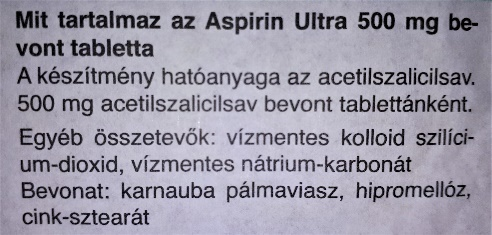 Mit tartalmaz az Aspirin Ultra 500 mg be-
vont tabletta
A készítmény hatóanyaga az acetilszalicilsav.
500 mg acetilszalicilsav bevont tablettánként.
Egyéb összetevők: vízmentes kolloid szilíci-
um-dioxid, vízmentes nátrium-karbonát
Bevonat: karnauba pálmaviasz, hipromellóz,
cink-sztearát